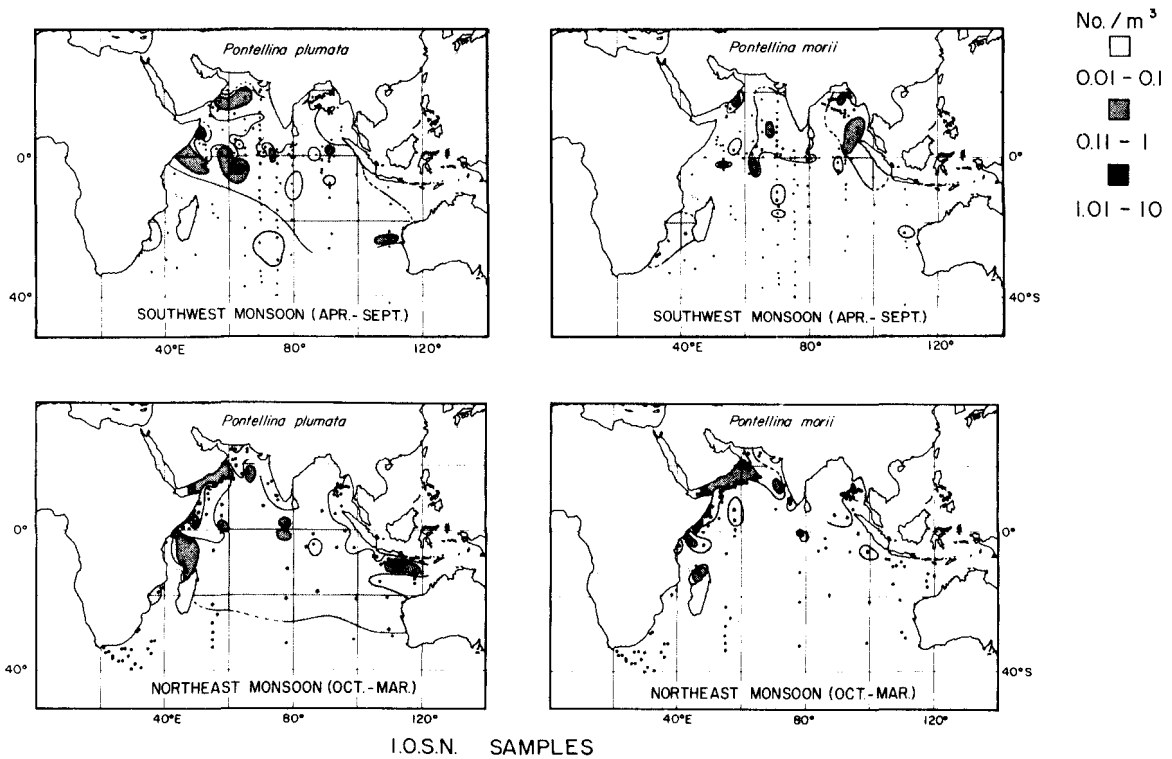 Pontellina plumata
0°
40°
SOUTHWEST MONSOON (APR.- SEPT.)
40°E 80° 120°
Pontellina morii
0°
40°S
SOUTHWEST MONSOON (APR.- SEPT.)
40°E 80° 120°
No. / m³
0.01 - 0.1
0.11 - 1
1.01 - 10
Pontellina plumata
0°
40°
NORTHEAST MONSOON (OCT.- MAR.)
40°E 80° 120°
Pontellina morii
0°
40°S
NORTHEAST MONSOON (OCT.- MAR.)
40°E 80° 120°
I.O.S.N. SAMPLES